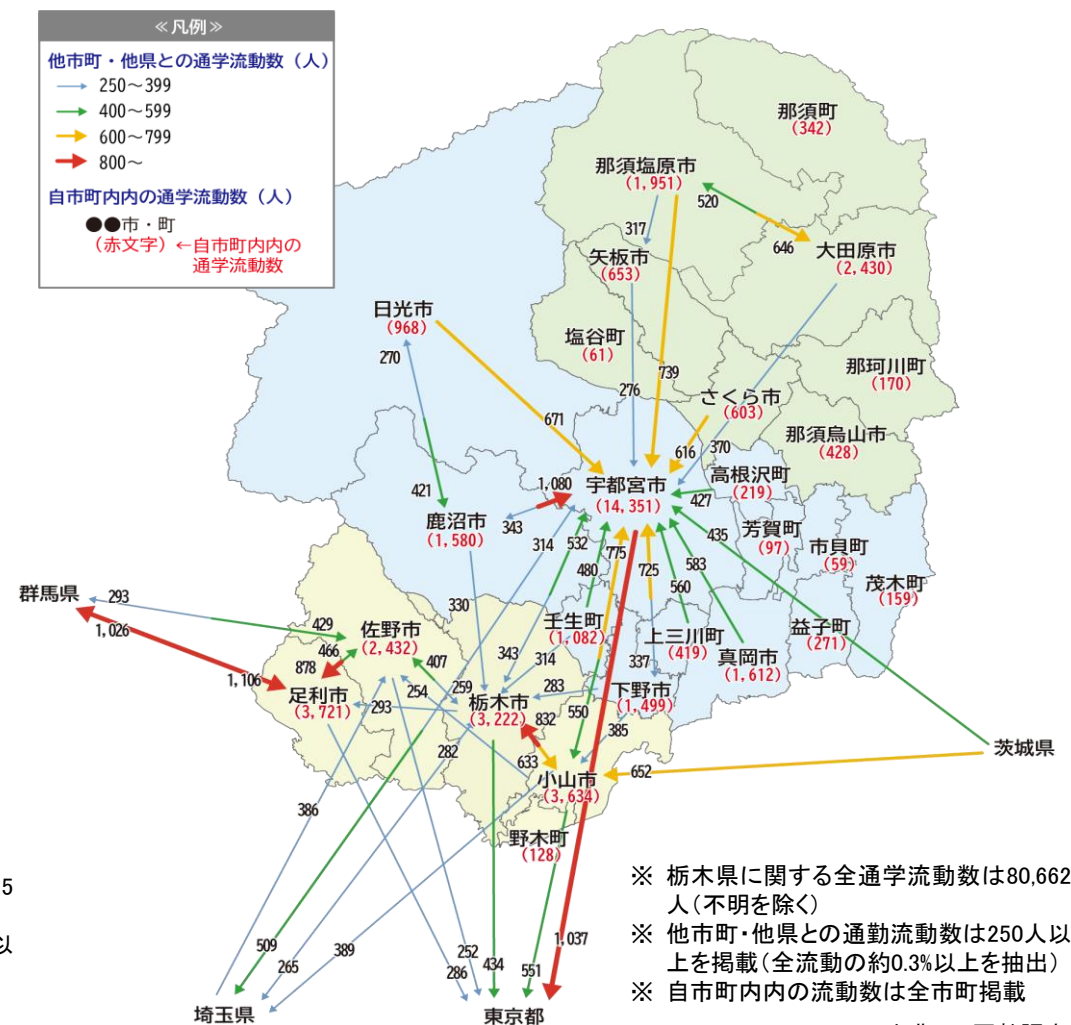 ≪凡例≫
他市町・他県との通学流動数（人）
250～399
400～599
600～799
800～
自市町内内の通学流動数（人）
●●市・町
（赤文字）←自市町内内の
通学流動数
那須町
(342)
那須塩原市
(1,951)
520
317
646
大田原市
(2,430)
矢板市
(653)
日光市
(968)
塩谷町
(61)
270
那珂川町
(170)
739
276
さくら市
(603)
671
那須烏山市
(428)
616
370
高根沢町
(219)
1,080
宇都宮市
(14,351)
421
427
鹿沼市
(1,580)
343
314
532
435
芳賀町
(97)
市貝町
(59)
775
583
480
725
560
茂木町
(159)
群馬県
293
330
壬生町
(1,082)
上三川町
(419)
益子町
(271)
1,026
429
佐野市
(2,432)
466
343
314
337
真岡市
(1,612)
878
407
1,106
足利市
(3,721)
254
259
283
下野市
(1,499)
293
栃木市
(3,222)
832
550
385
282
茨城県
633
小山市
(3,634)
652
386
野木町
(128)
※ 栃木県に関する全通学流動数は80,662
人（不明を除く）
5
※ 他市町・他県との通勤流動数は250人以
上を掲載（全流動の約0.3%以上を抽出）
以
509
265
389
252
286
434
551
1,037
※ 自市町内内の流動数は全市町掲載
埼玉県
東京都